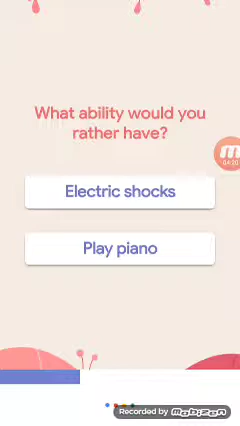 What ability would you
rather have?
04:20
Electric shocks
Play piano
Recorded by Mobizen